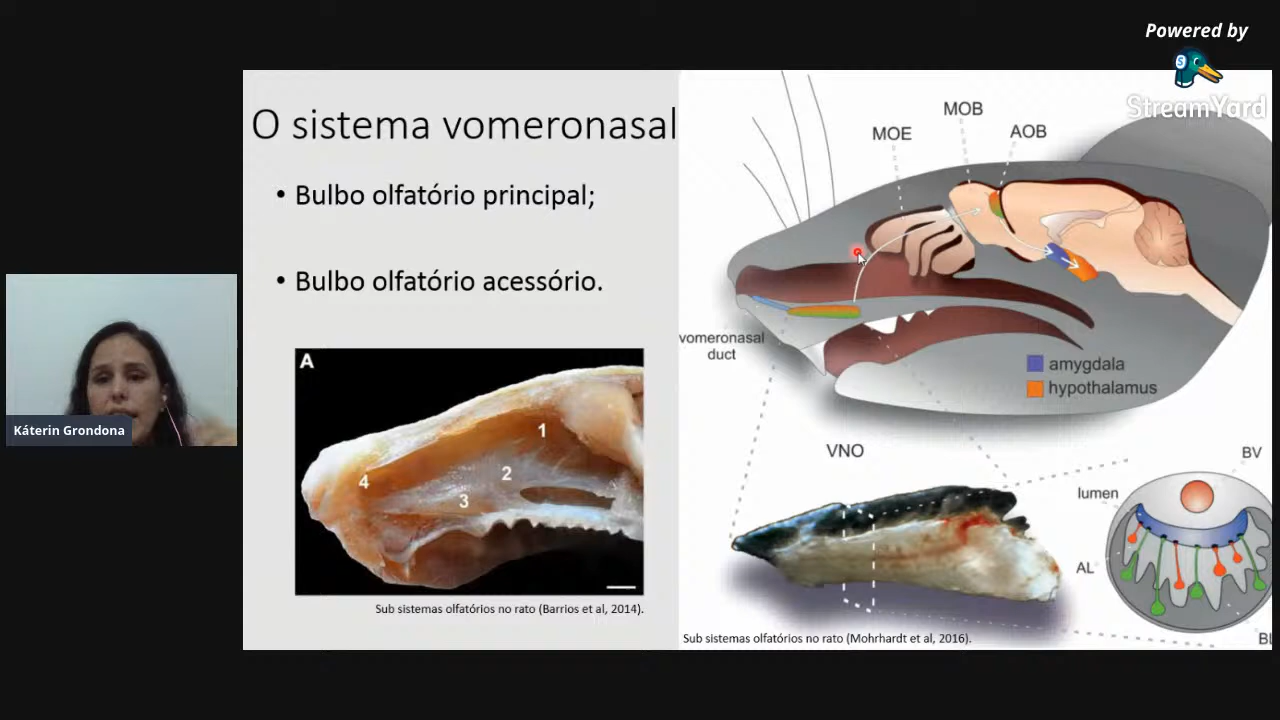 Powered by
StreamYard
O sistema vomeronasal
• Bulbo olfatório principal;
• Bulbo olfatório acessório.
A
1
2
3
4
Sub sistemas olfatórios no rato (Barrios et al, 2014).
MOB
MOE
AOB
vomeronasal
duct
amygdala
hypothalamus
VNO
BV
lumen
AL
Sub sistemas olfatórios no rato (Mohrhardt et al, 2016).
Káterin Grondona